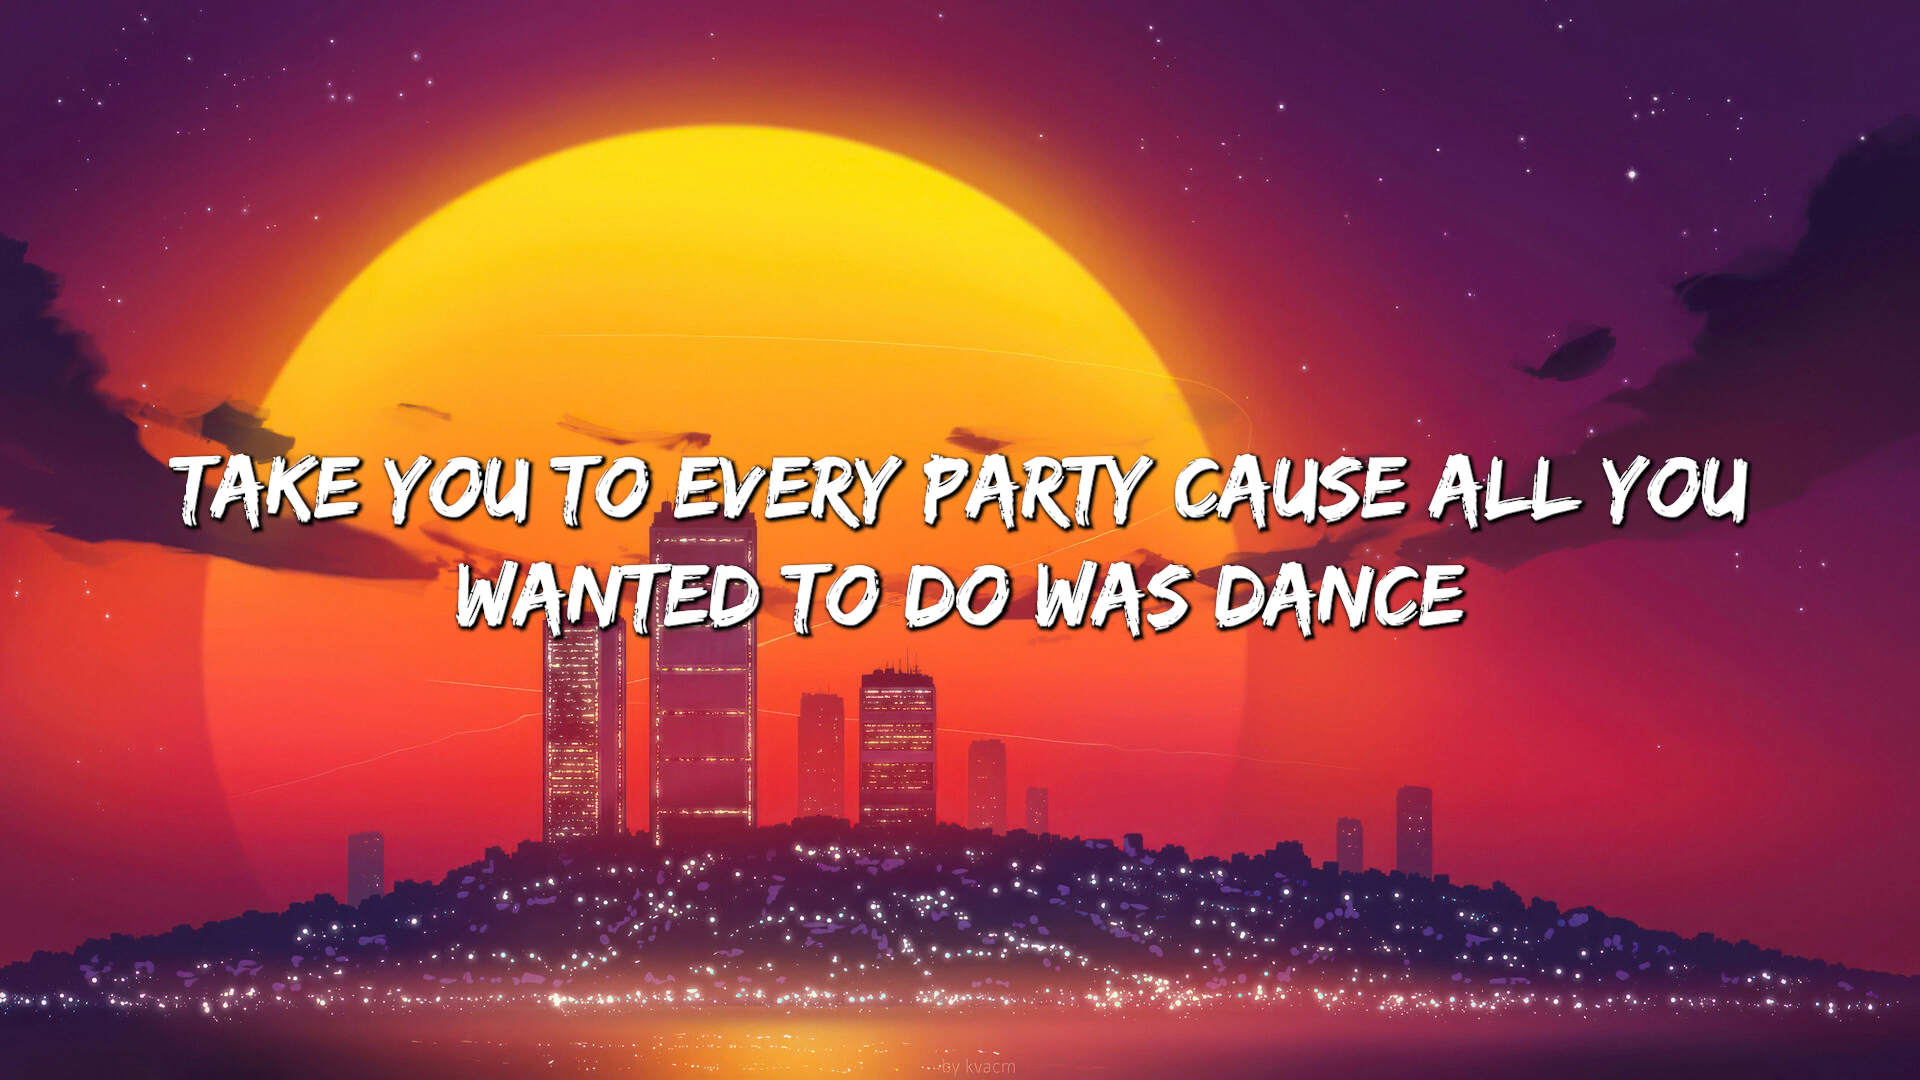 TAKE YOU TO EVERY PARTY CAUSE ALL YOU
WANTED TO DO WAS DANCE
by kvacm